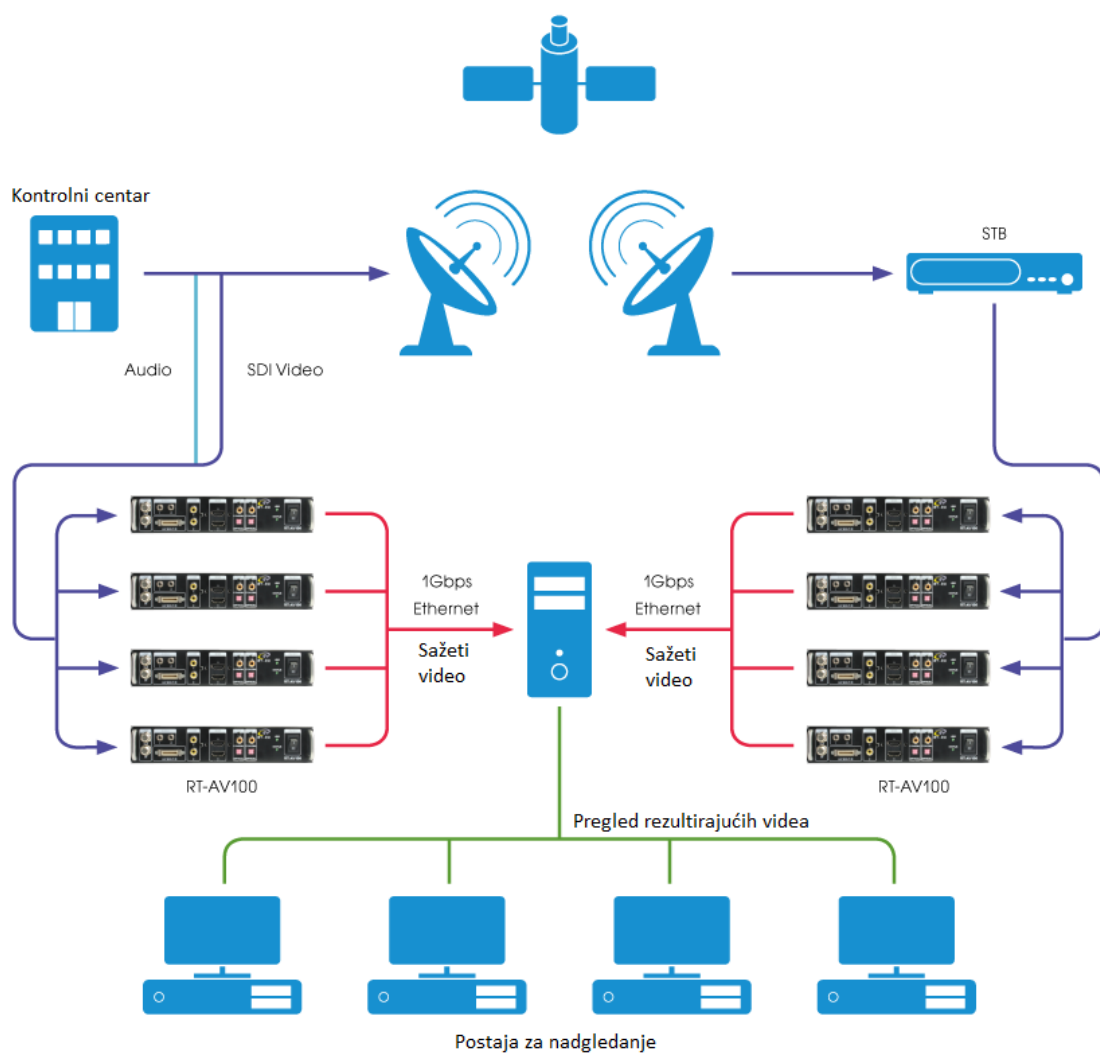 Kontrolni centar
STB
Audio
SDI Video
1Gbps
Ethernet
Sažeti
video
1Gbps
Ethernet
Sažeti
video
RT-AV100
RT-AV100
Pregled rezultirajućih videa
Postaja za nadgledanje